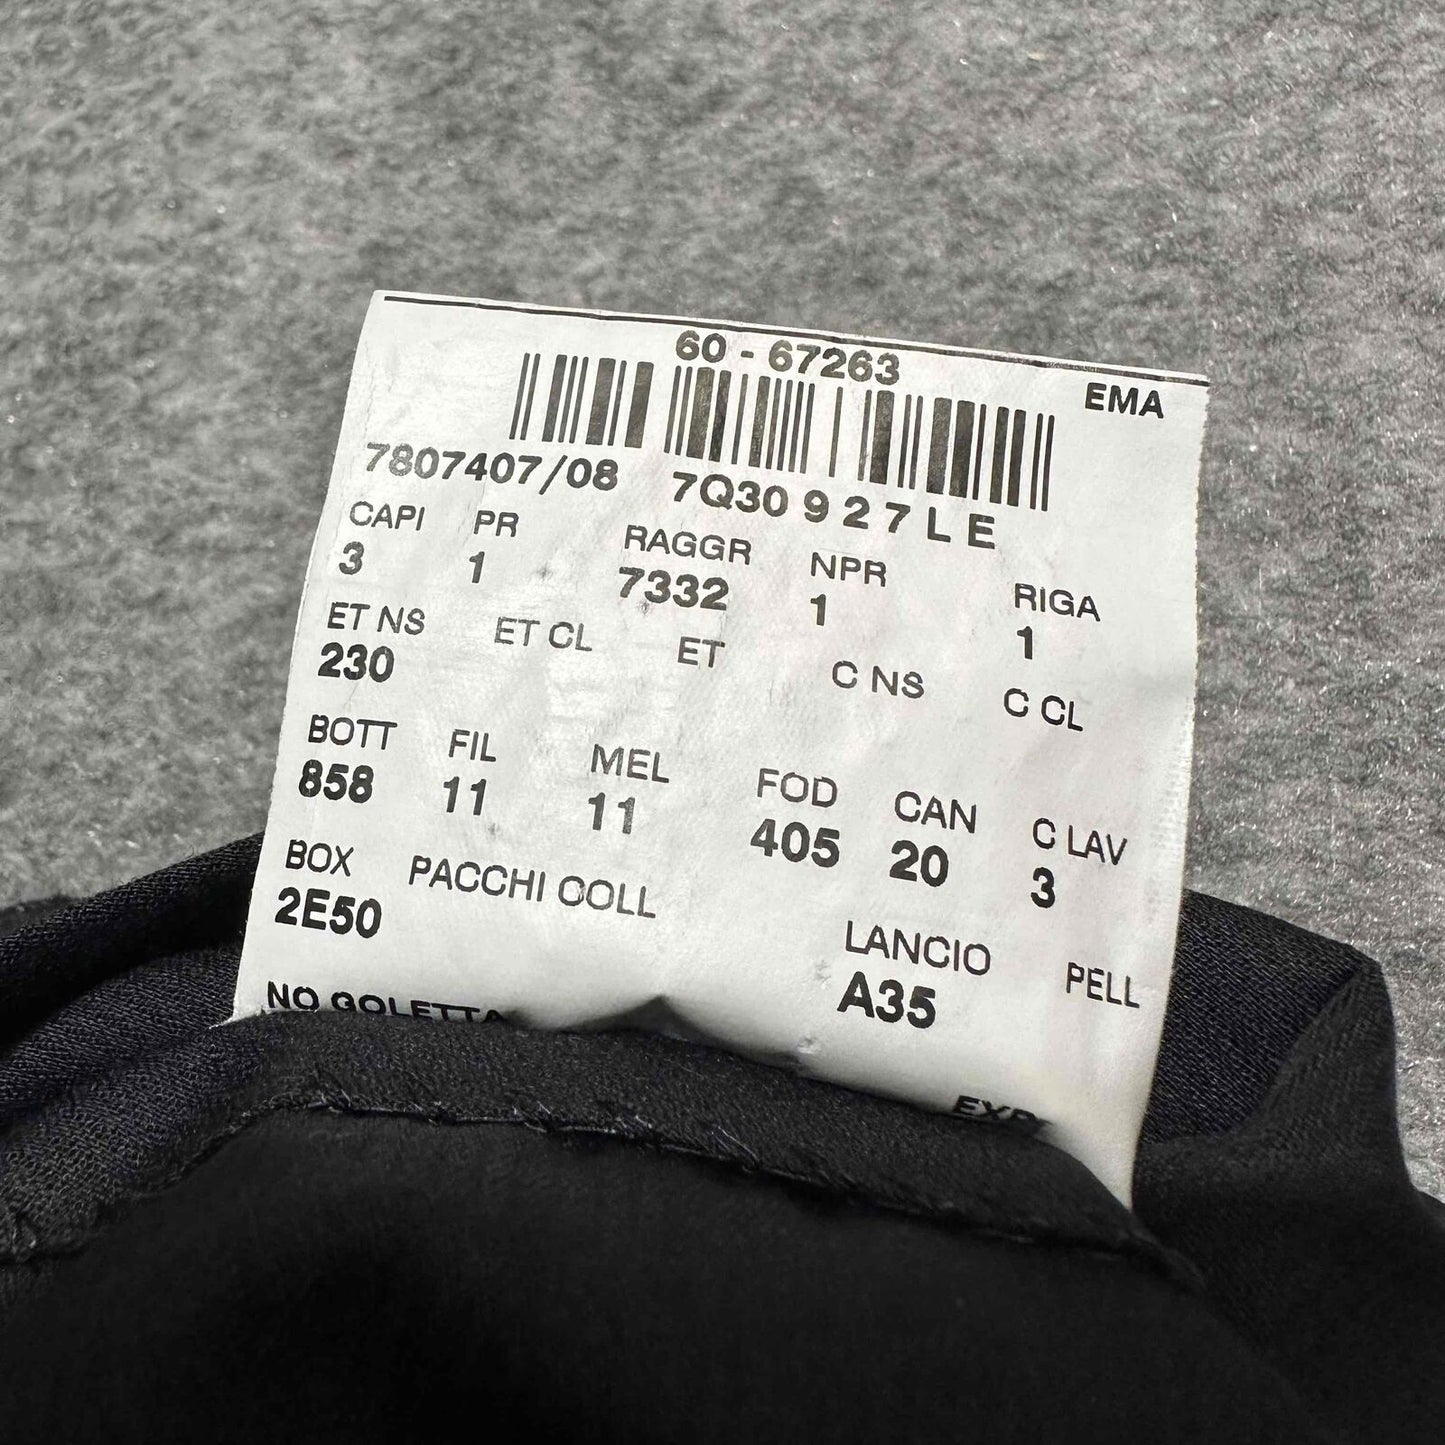 60 - 67263
EMA
7807407/08 7Q30 9 2 7 L E
CAPI PR RAGGR NPR RIGA
3 1 7332 1 1
ET NS ET CL ET C NS C CL
230
BOTT FIL MEL FOD CAN C LAV
858 11 11 405 20 3
BOX PACCHI COLL LANCIO PELL
2E50 A35
NO GOLETTA